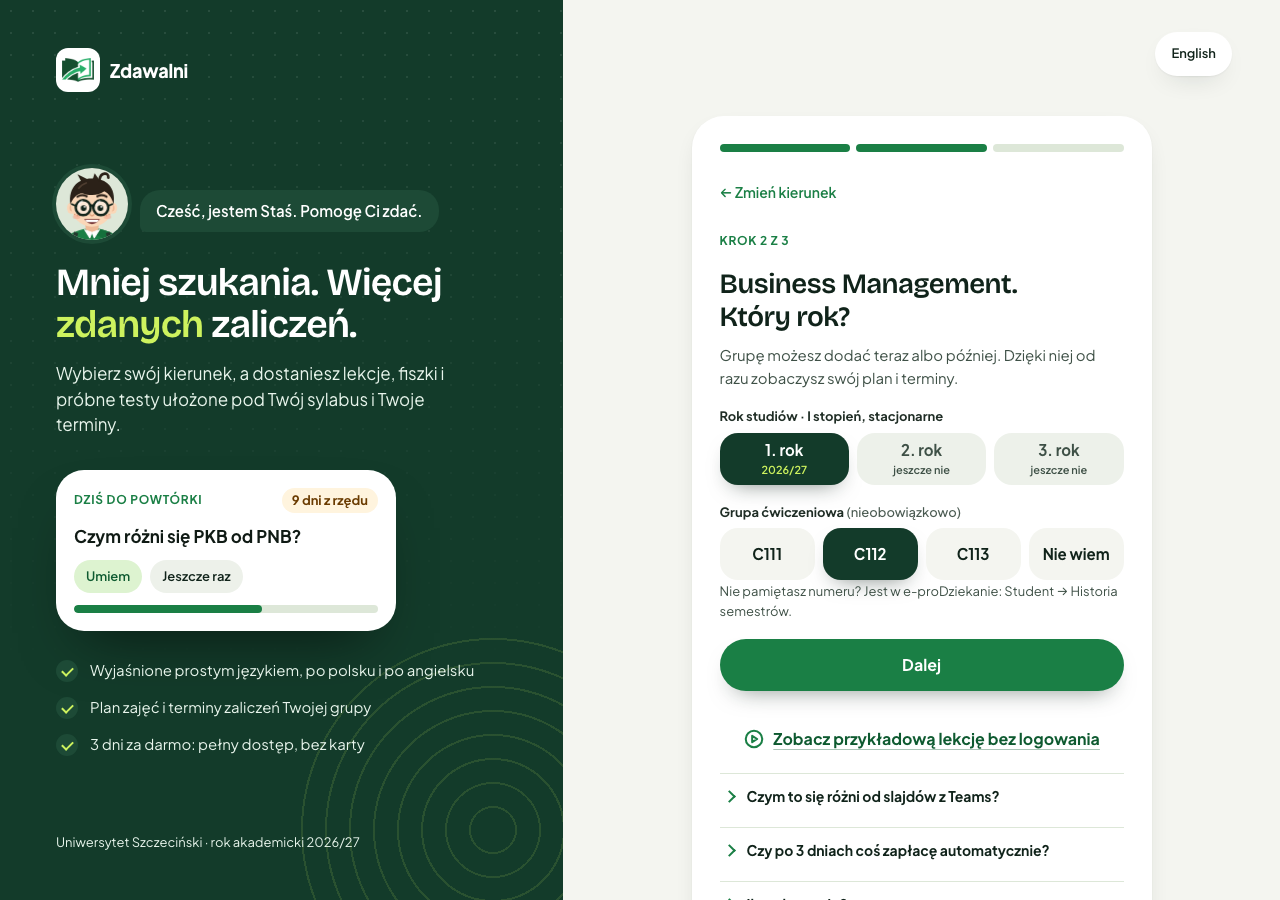 Zdawalni
Cześć, jestem Staś. Pomogę Ci zdać.
Mniej szukania. Więcej
zdanych zaliczeń.
Wybierz swój kierunek, a dostaniesz lekcje, fiszki i
próbne testy ułożone pod Twój sylabus i Twoje
terminy.
DZIŚ DO POWTÓRKI
9 dni z rzędu
Czym różni się PKB od PNB?
Umiem
Jeszcze raz
Wyjaśnione prostym językiem, po polsku i po angielsku
Plan zajęć i terminy zaliczeń Twojej grupy
3 dni za darmo: pełny dostęp, bez karty
Uniwersytet Szczeciński · rok akademicki 2026/27
English
← Zmień kierunek
KROK 2 Z 3
Business Management.
Który rok?
Grupę możesz dodać teraz albo później. Dzięki niej od
razu zobaczysz swój plan i terminy.
Rok studiów · I stopień, stacjonarne
1. rok
2026/27
2. rok
jeszcze nie
3. rok
jeszcze nie
Grupa ćwiczeniowa (nieobowiązkowo)
C111
C112
C113
Nie wiem
Nie pamiętasz numeru? Jest w e-proDziekanie: Student → Historia
semestrów.
Dalej
Zobacz przykładową lekcję bez logowania
Czym to się różni od slajdów z Teams?
Czy po 3 dniach coś zapłacę automatycznie?